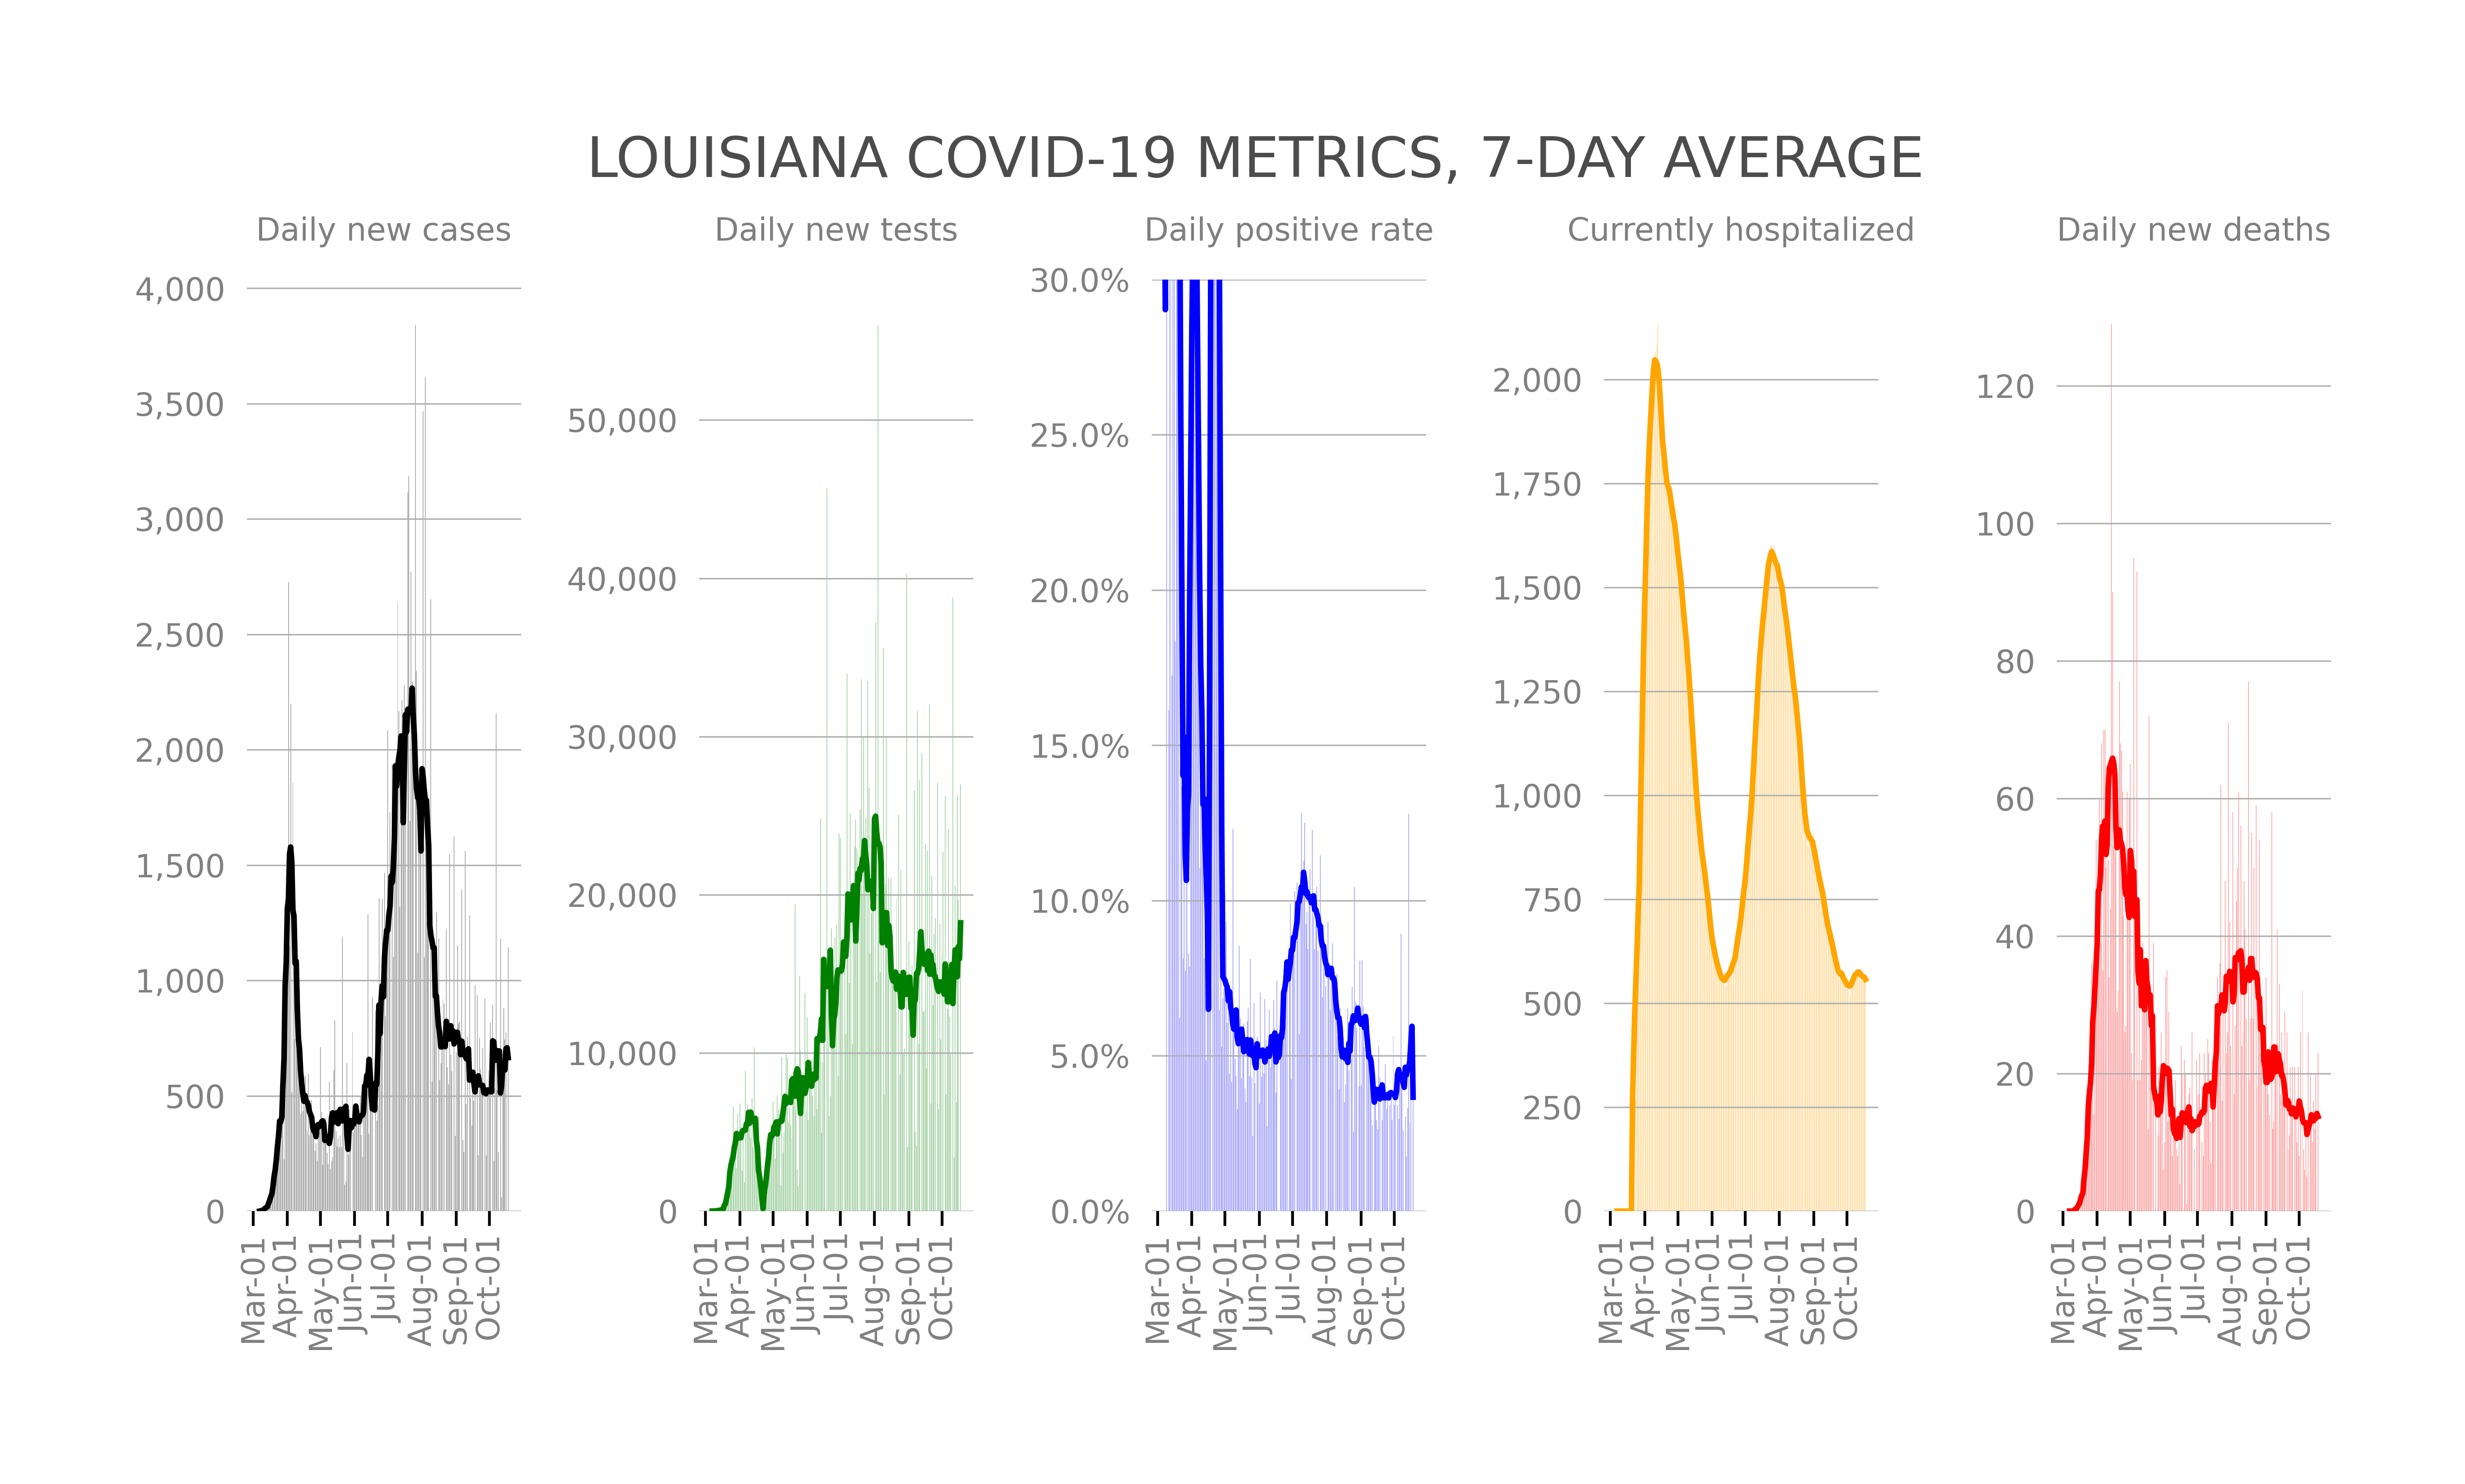 LOUISIANA COVID-19 METRICS, 7-DAY AVERAGE
Daily new cases
4,000
3,500
3,000
2,500
2,000
1,500
1,000
500
0
Mar-01
Apr-01
May-01
Jun-01
Jul-01
Aug-01
Sep-01
Oct-01
Daily new tests
50,000
40,000
30,000
20,000
10,000
0
Mar-01
Apr-01
May-01
Jun-01
Jul-01
Aug-01
Sep-01
Oct-01
Daily positive rate
30.0%
25.0%
20.0%
15.0%
10.0%
5.0%
0.0%
Mar-01
Apr-01
May-01
Jun-01
Jul-01
Aug-01
Sep-01
Oct-01
Currently hospitalized
2,000
1,750
1,500
1,250
1,000
750
500
250
0
Mar-01
Apr-01
May-01
Jun-01
Jul-01
Aug-01
Sep-01
Oct-01
Daily new deaths
120
100
80
60
40
20
0
Mar-01
Apr-01
May-01
Jun-01
Jul-01
Aug-01
Sep-01
Oct-01